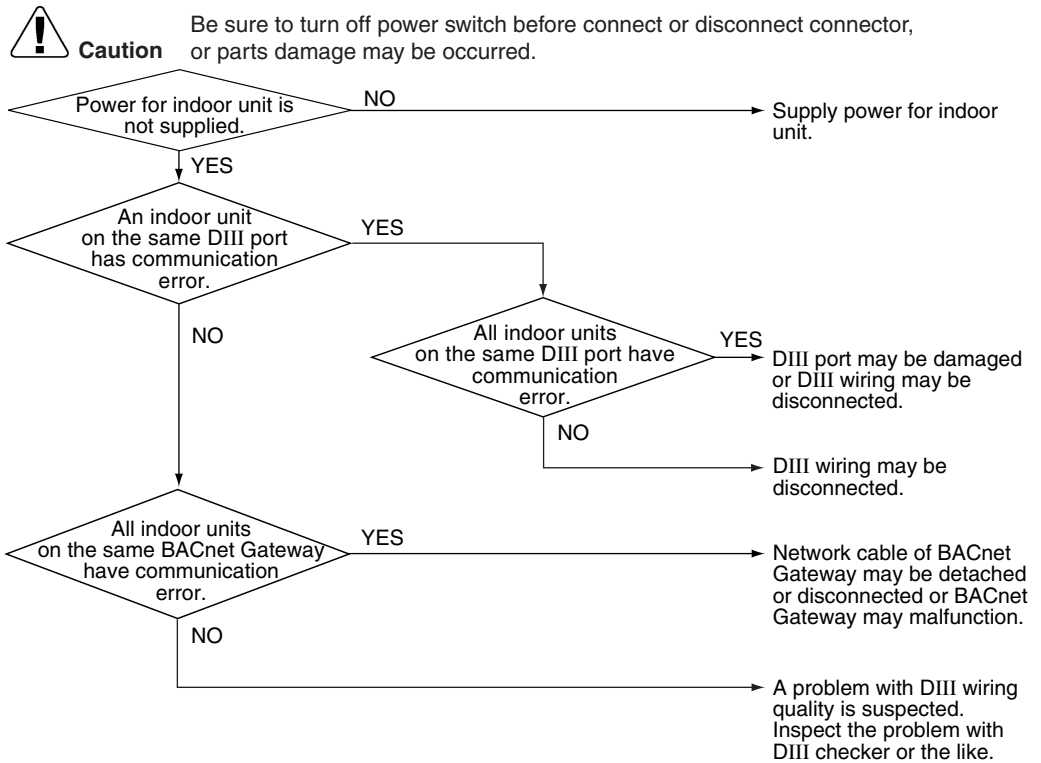 Be sure to turn off power switch before connect or disconnect connector,
Caution or parts damage may be occurred.
Power for indoor unit is
not supplied.
NO
Supply power for indoor
unit.
YES
An indoor unit
on the same DIII port
has communication
error.
YES
NO
All indoor units
on the same DIII port have
communication
error.
YES
DIII port may be damaged
or DIII wiring may be
disconnected.
NO
DIII wiring may be
disconnected.
All indoor units
on the same BACnet Gateway
have communication
error.
YES
Network cable of BACnet
Gateway may be detached
or disconnected or BACnet
Gateway may malfunction.
NO
A problem with DIII wiring
quality is suspected.
Inspect the problem with
DIII checker or the like.